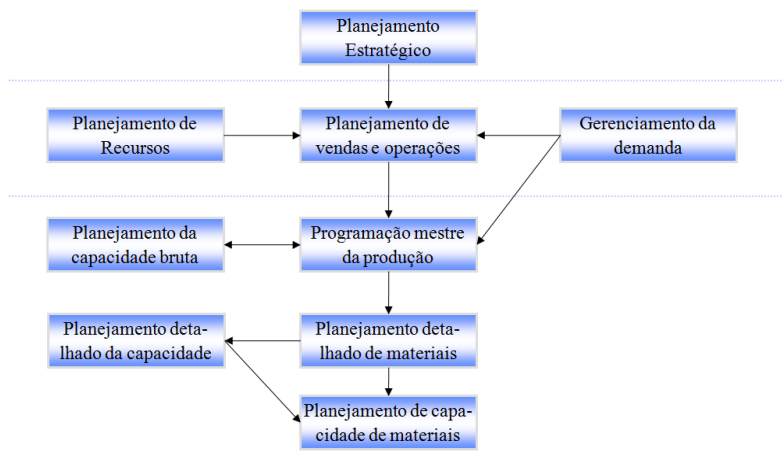 Planejamento
Estratégico
Planejamento de
Recursos
Planejamento de
vendas e operações
Gerenciamento da
demanda
Planejamento da
capacidade bruta
Programação mestre
da produção
Planejamento deta-
lhado da capacidade
Planejamento deta-
lhado de materiais
Planejamento de capa-
cidade de materiais